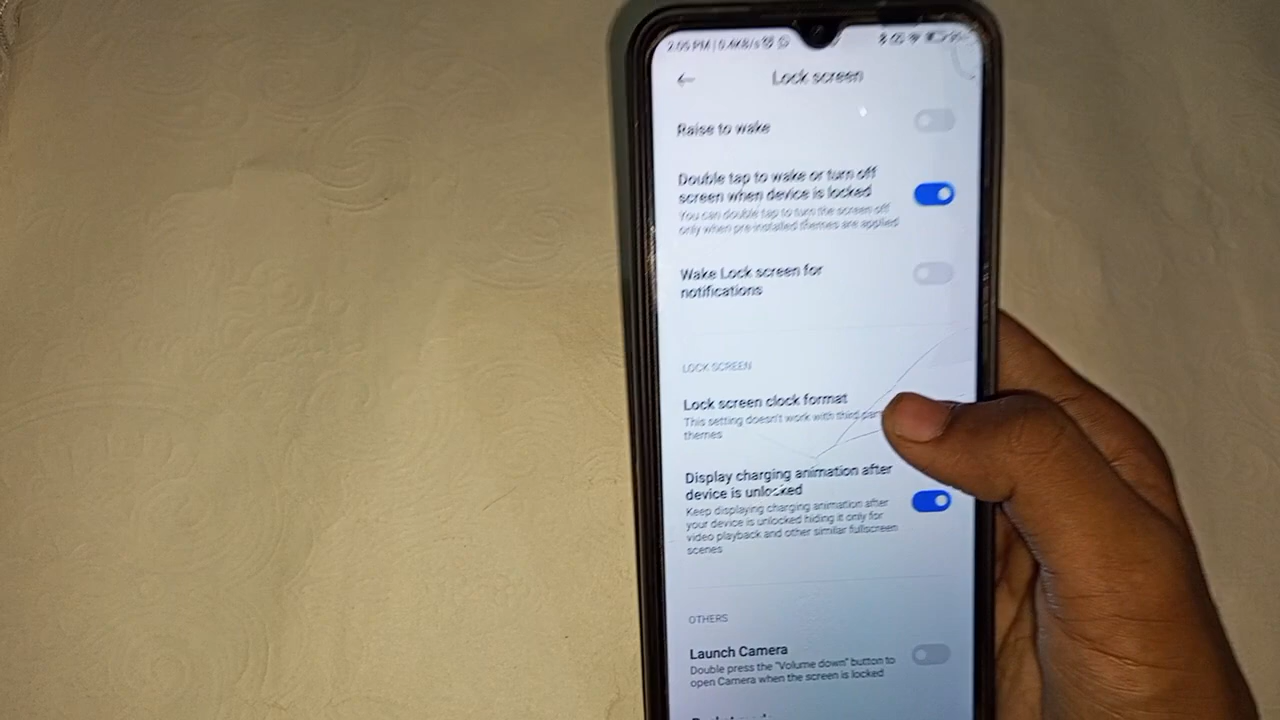 2:05 PM | 0.4KB/s
Lock screen
Raise to wake
Double tap to wake or turn off
screen when device is locked
You can double tap to turn the screen off
only when pre-installed themes are applied
Wake Lock screen for
notifications
LOCK SCREEN
Lock screen clock format
This setting doesn't work with third
themes
Display charging animation after
device is unlocked
Keep displaying charging animation after
your device is unlocked hiding it only for
video playback and other similar fullscreen
scenes
OTHERS
Launch Camera
Double press the "Volume down" button to
open Camera when the screen is locked